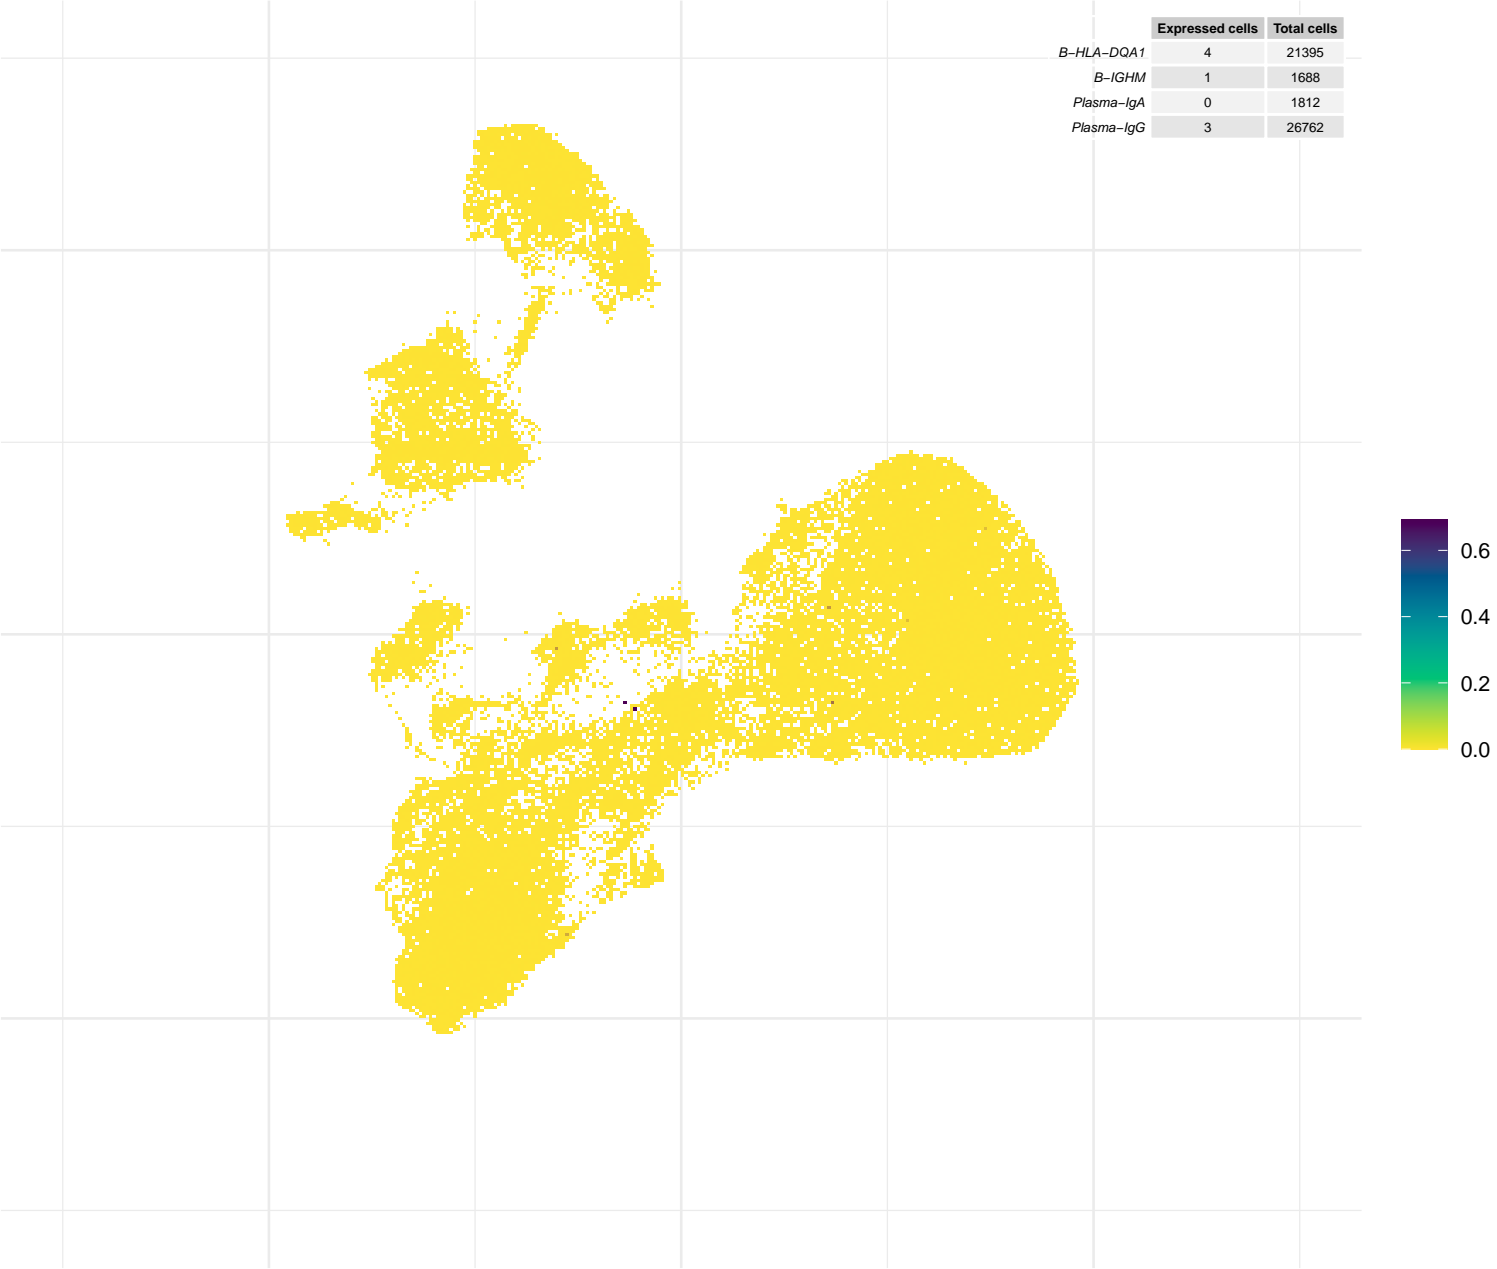 Expressed cells Total cells
B−HLA−DQA1 4 21395
B−IGHM 1 1688
Plasma−IgA 0 1812
Plasma−IgG 3 26762
0.6
0.4
0.2
0.0